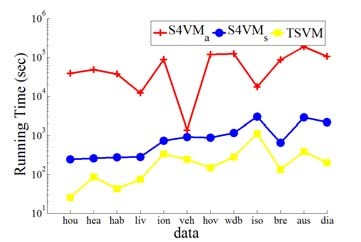 10^6
S4VM_a S4VM_s TSVM
10^5
10^4
10^3
10^2
10^1
Running Time (sec)
hou hea hab liv ion veh hov wdb iso bre aus dia
data